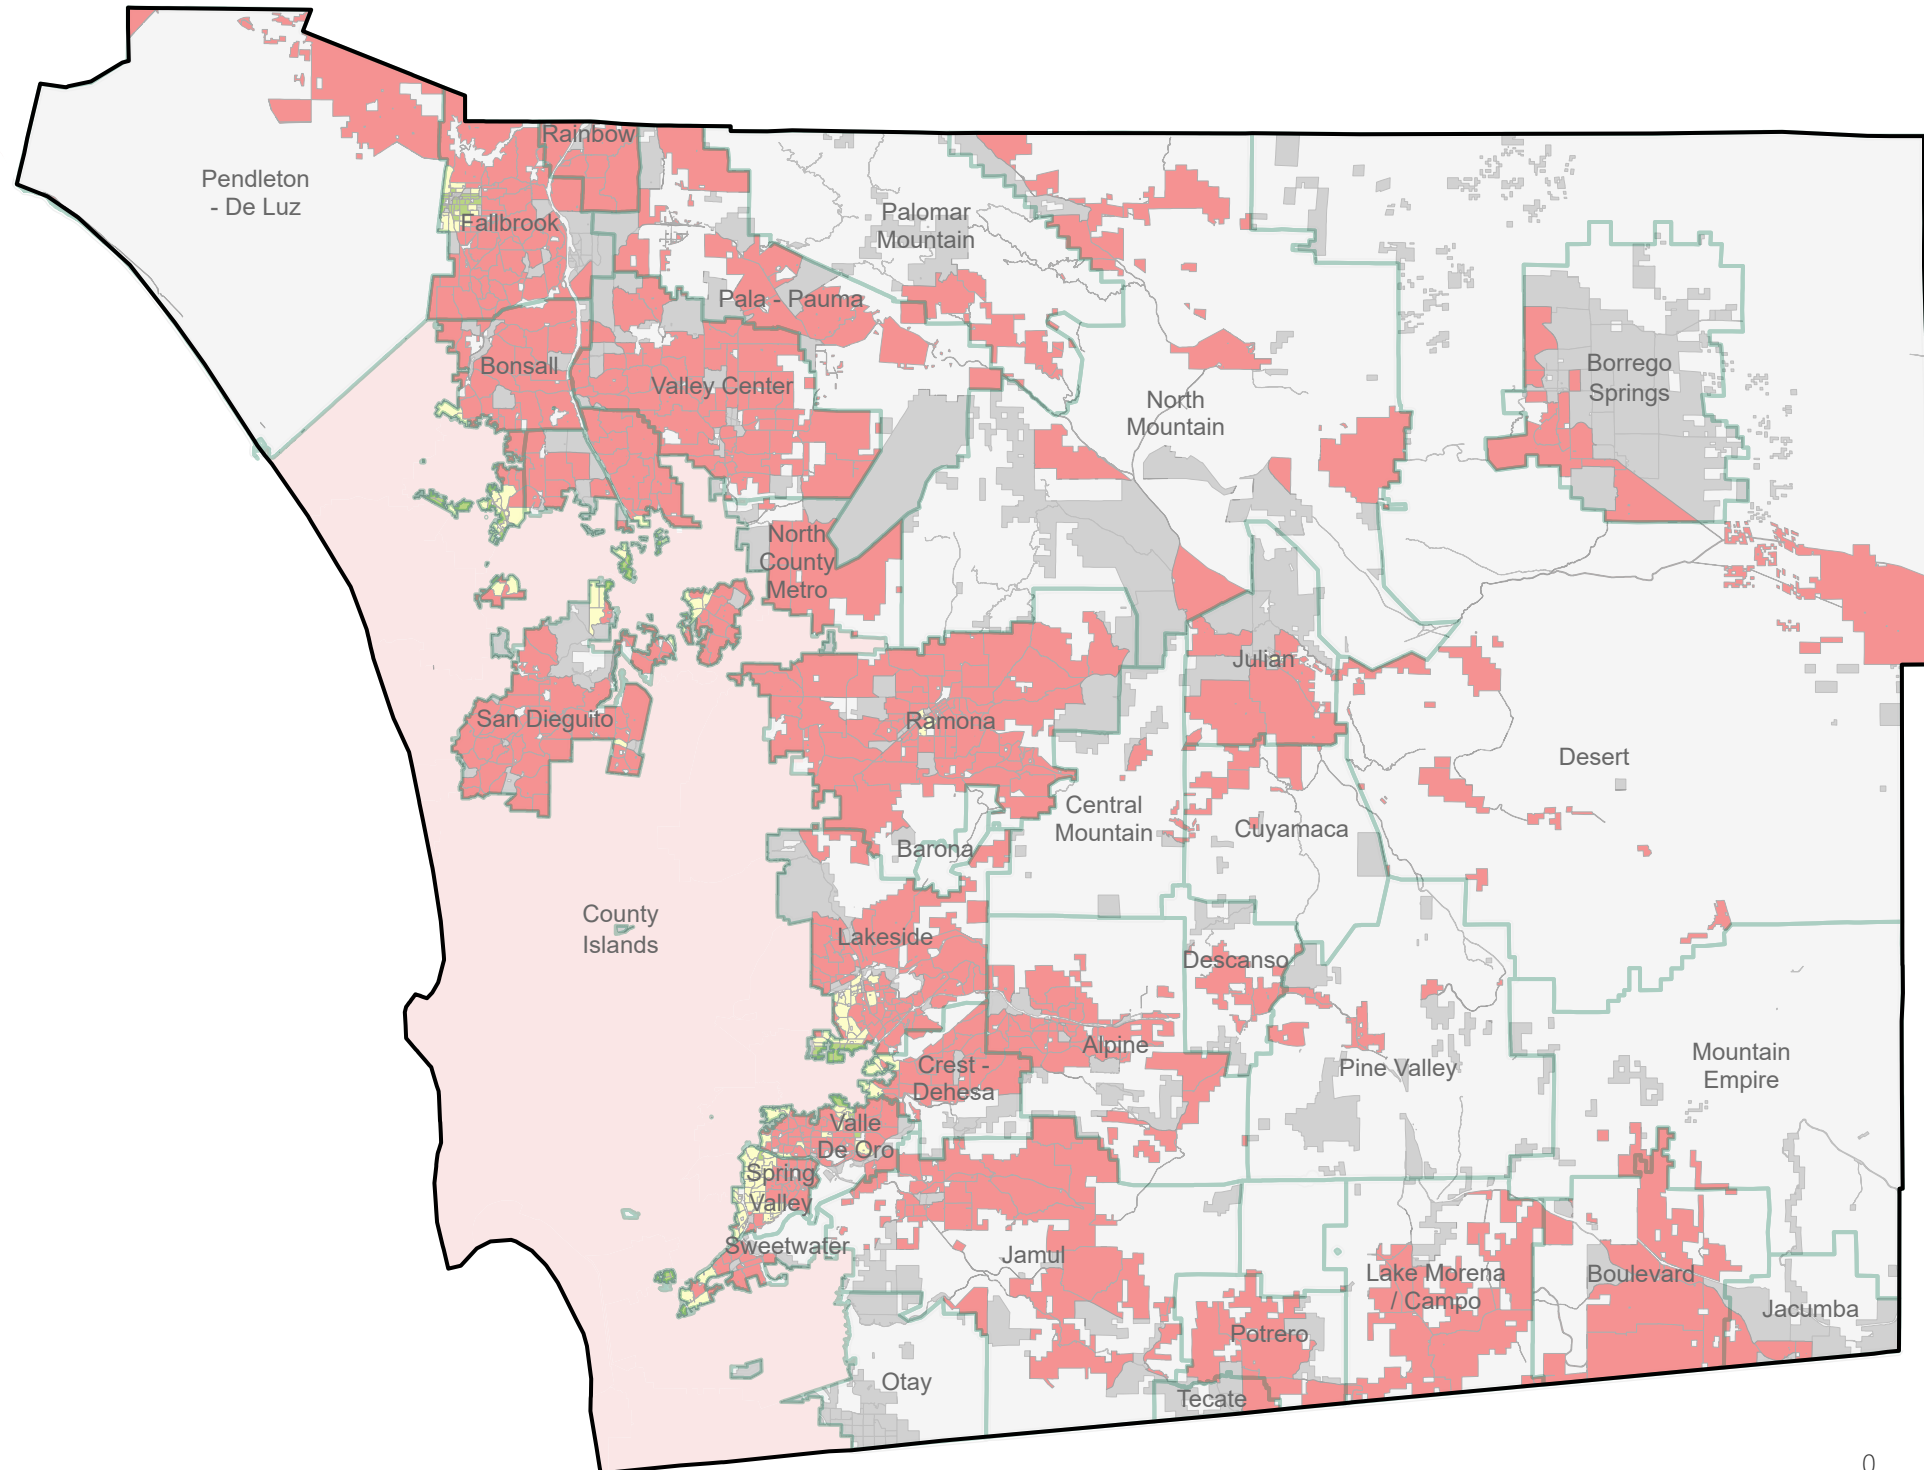 Rainbow
Pendleton
- De Luz
Fallbrook
Palomar
Mountain
Pala - Pauma
Bonsall
Valley Center
North
Mountain
Borrego
Springs
North
County
Metro
Julian
San Dieguito
Ramona
Desert
Central
Mountain
Cuyamaca
Barona
County
Islands
Lakeside
Descanso
Alpine
Crest -
Dehesa
Pine Valley
Mountain
Empire
Valle
De Oro
Spring
Valley
Sweetwater
Jamul
Lake Morena
/ Campo
Boulevard
Jacumba
Potrero
Otay
Tecate
0